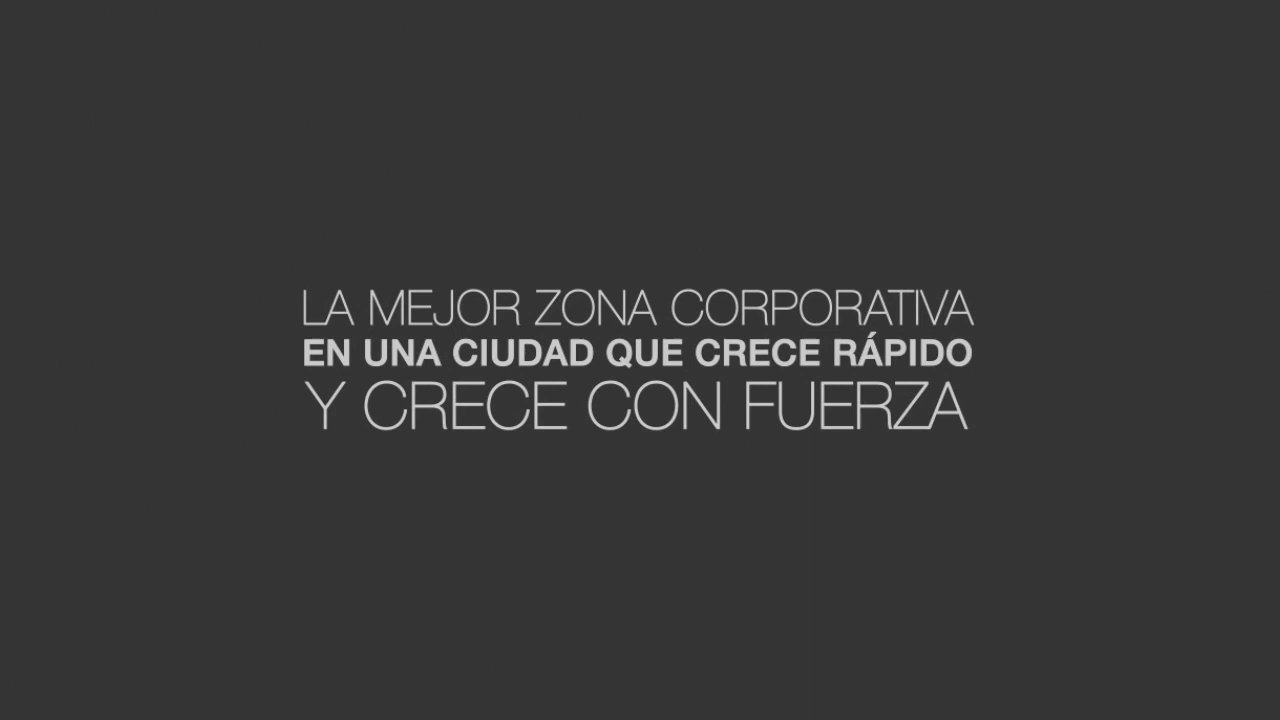 LA MEJOR ZONA CORPORATIVA
EN UNA CIUDAD QUE CRECE RÁPIDO
Y CRECE CON FUERZA